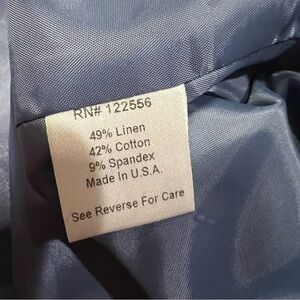 RN# 122556
49% Linen
42% Cotton
9% Spandex
Made in U.S.A.
See Reverse For Care